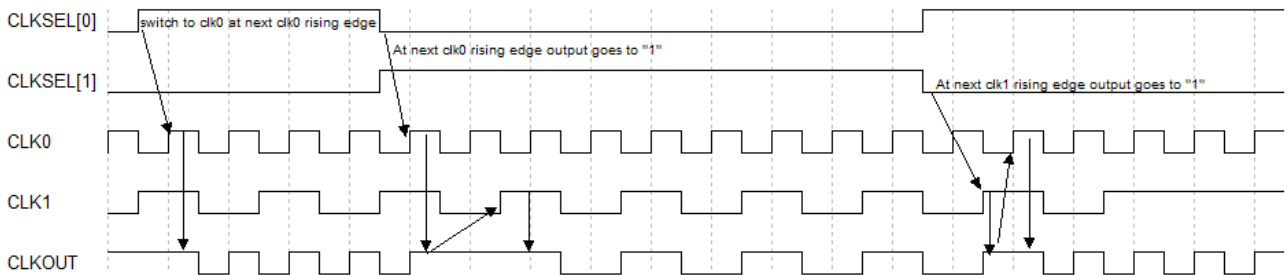 CLKSEL[0]
switch to clk0 at next clk0 rising edge
At next clk0 rising edge output goes to "1"
CLKSEL[1]
At next clk1 rising edge output goes to "1"
CLK0
CLK1
CLKOUT